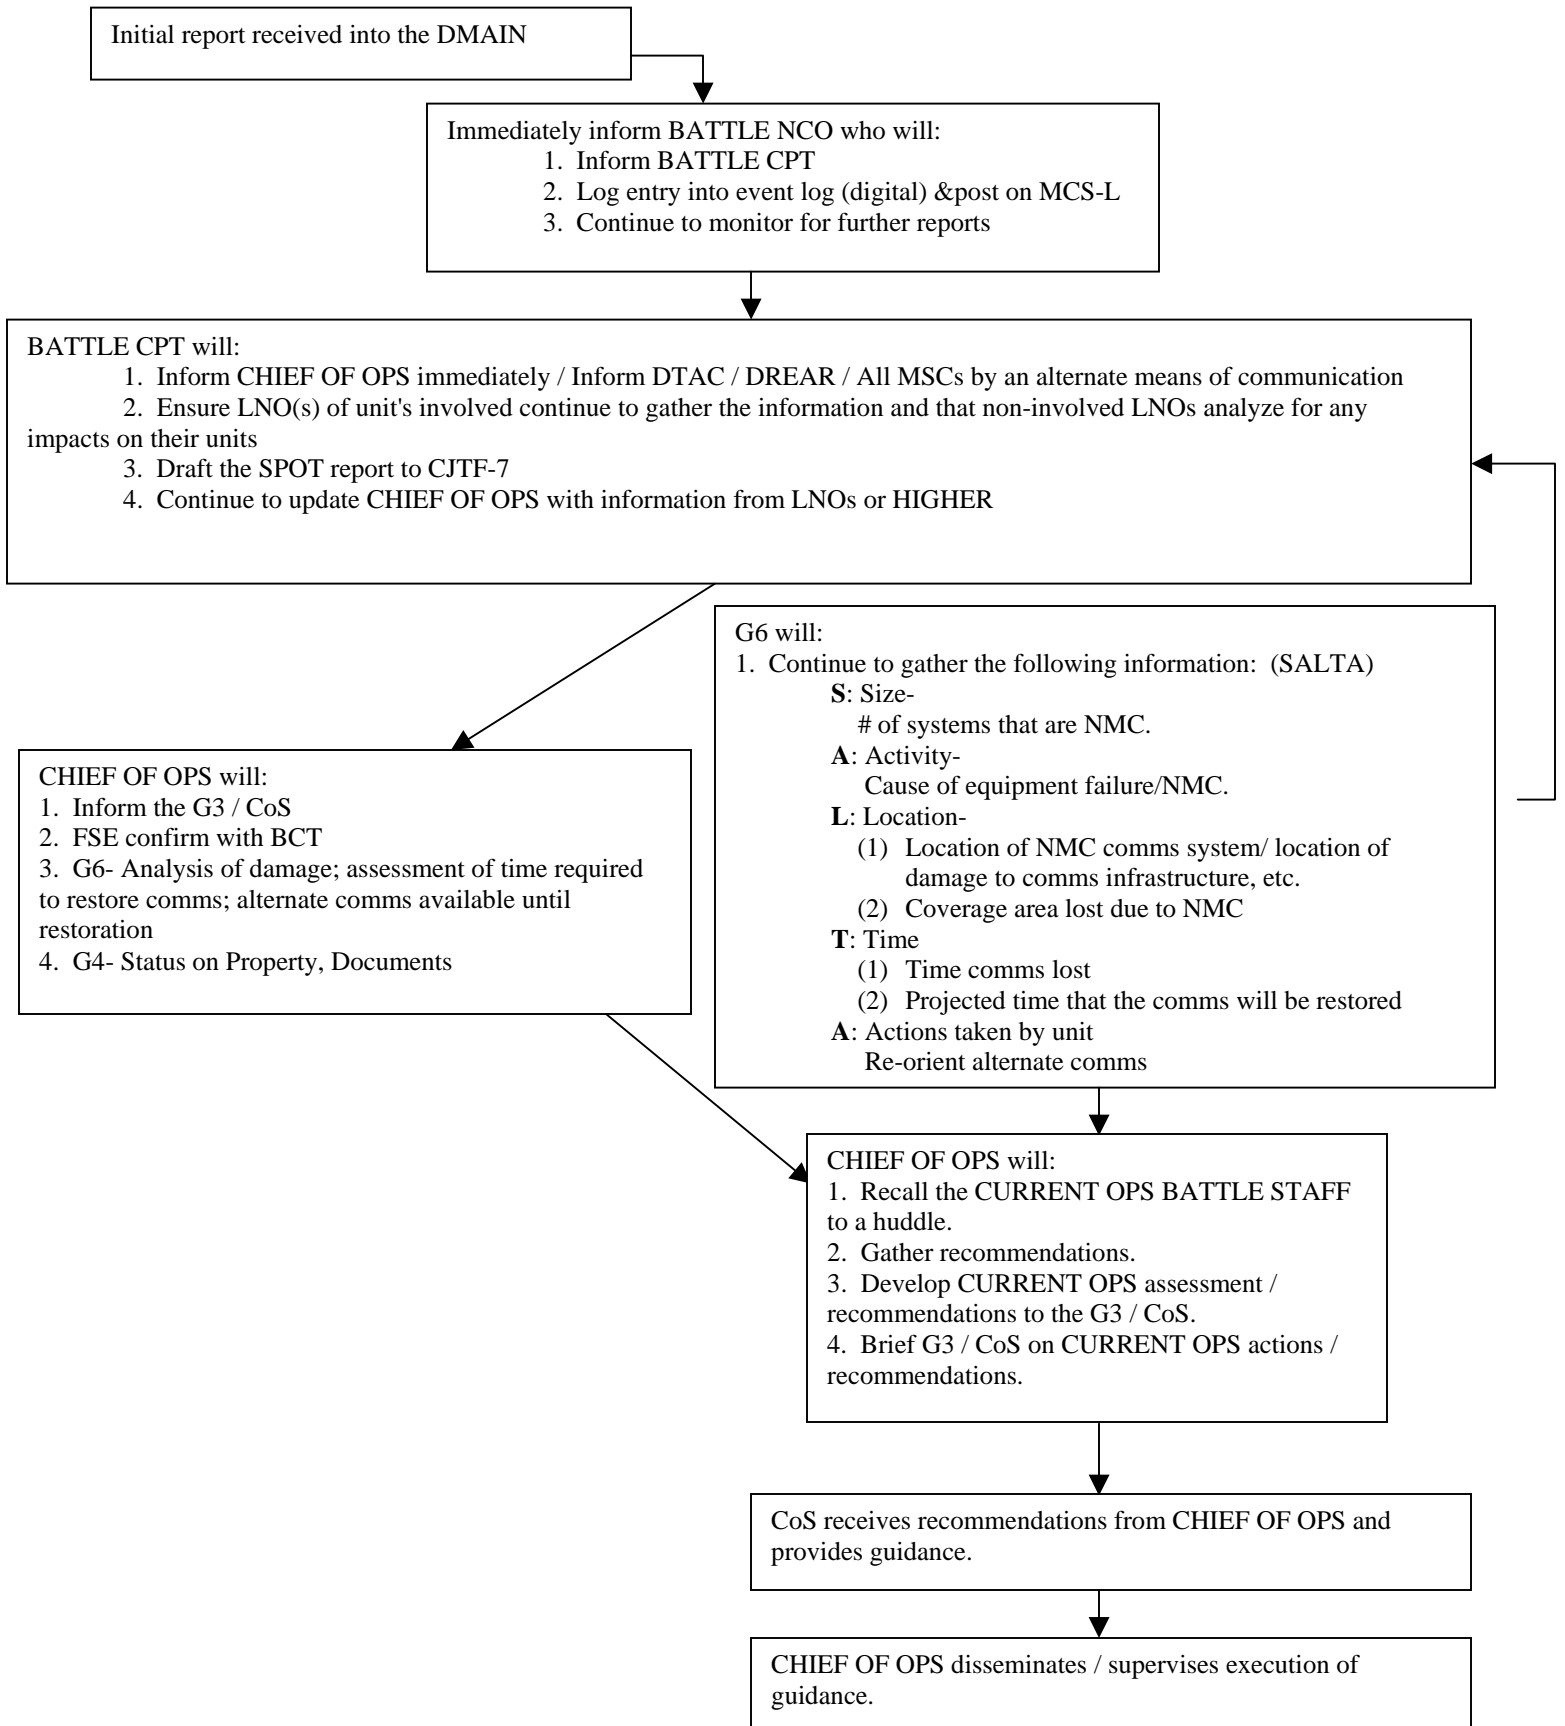 Initial report received into the DMAIN
Immediately inform BATTLE NCO who will:
1. Inform BATTLE CPT
2. Log entry into event log (digital) &post on MCS-L
3. Continue to monitor for further reports
BATTLE CPT will:
1. Inform CHIEF OF OPS immediately / Inform DTAC / DREAR / All MSCs by an alternate means of communication
2. Ensure LNO(s) of unit's involved continue to gather the information and that non-involved LNOs analyze for any
impacts on their units
3. Draft the SPOT report to CJTF-7
4. Continue to update CHIEF OF OPS with information from LNOs or HIGHER
CHIEF OF OPS will:
1. Inform the G3 / CoS
2. FSE confirm with BCT
3. G6- Analysis of damage; assessment of time required
to restore comms; alternate comms available until
restoration
4. G4- Status on Property, Documents
G6 will:
1. Continue to gather the following information: (SALTA)
S: Size-
# of systems that are NMC.
A: Activity-
Cause of equipment failure/NMC.
L: Location-
(1) Location of NMC comms system/ location of
damage to comms infrastructure, etc.
(2) Coverage area lost due to NMC
T: Time
(1) Time comms lost
(2) Projected time that the comms will be restored
A: Actions taken by unit
Re-orient alternate comms
CHIEF OF OPS will:
1. Recall the CURRENT OPS BATTLE STAFF
to a huddle.
2. Gather recommendations.
3. Develop CURRENT OPS assessment /
recommendations to the G3 / CoS.
4. Brief G3 / CoS on CURRENT OPS actions /
recommendations.
CoS receives recommendations from CHIEF OF OPS and
provides guidance.
CHIEF OF OPS disseminates / supervises execution of
guidance.